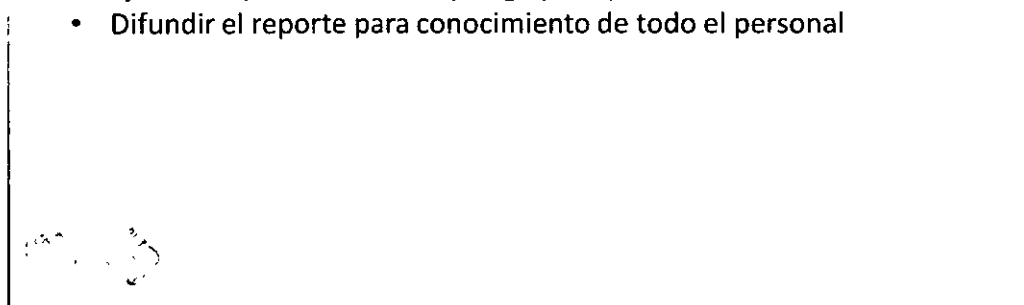 • Difundir el reporte para conocimiento de todo el personal